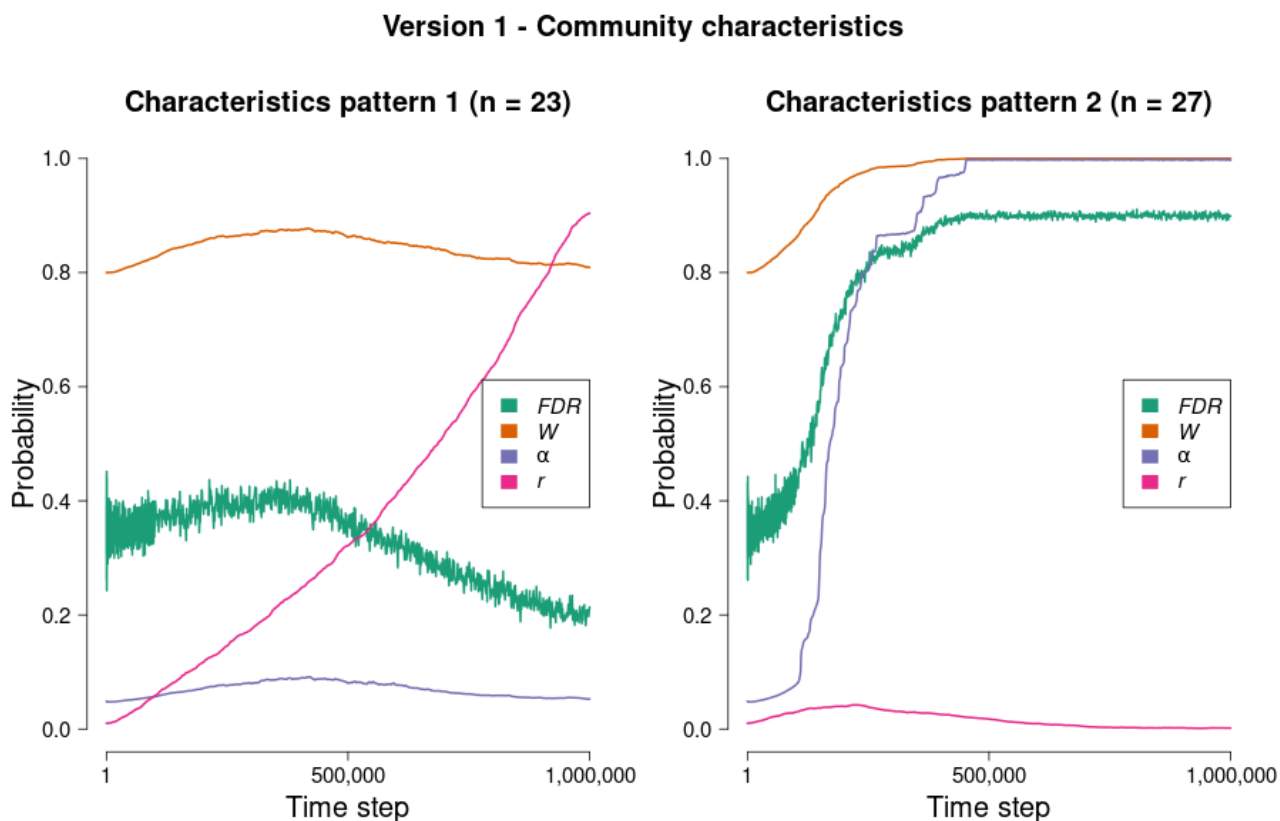 Version 1 - Community characteristics
Characteristics pattern 1 (n = 23)
1.0
0.8
0.6
0.4
0.2
0.0
Probability
FDR
W
α
r
1
500,000
1,000,000
Time step
Characteristics pattern 2 (n = 27)
1.0
0.8
0.6
0.4
0.2
0.0
Probability
FDR
W
α
r
1
500,000
1,000,000
Time step